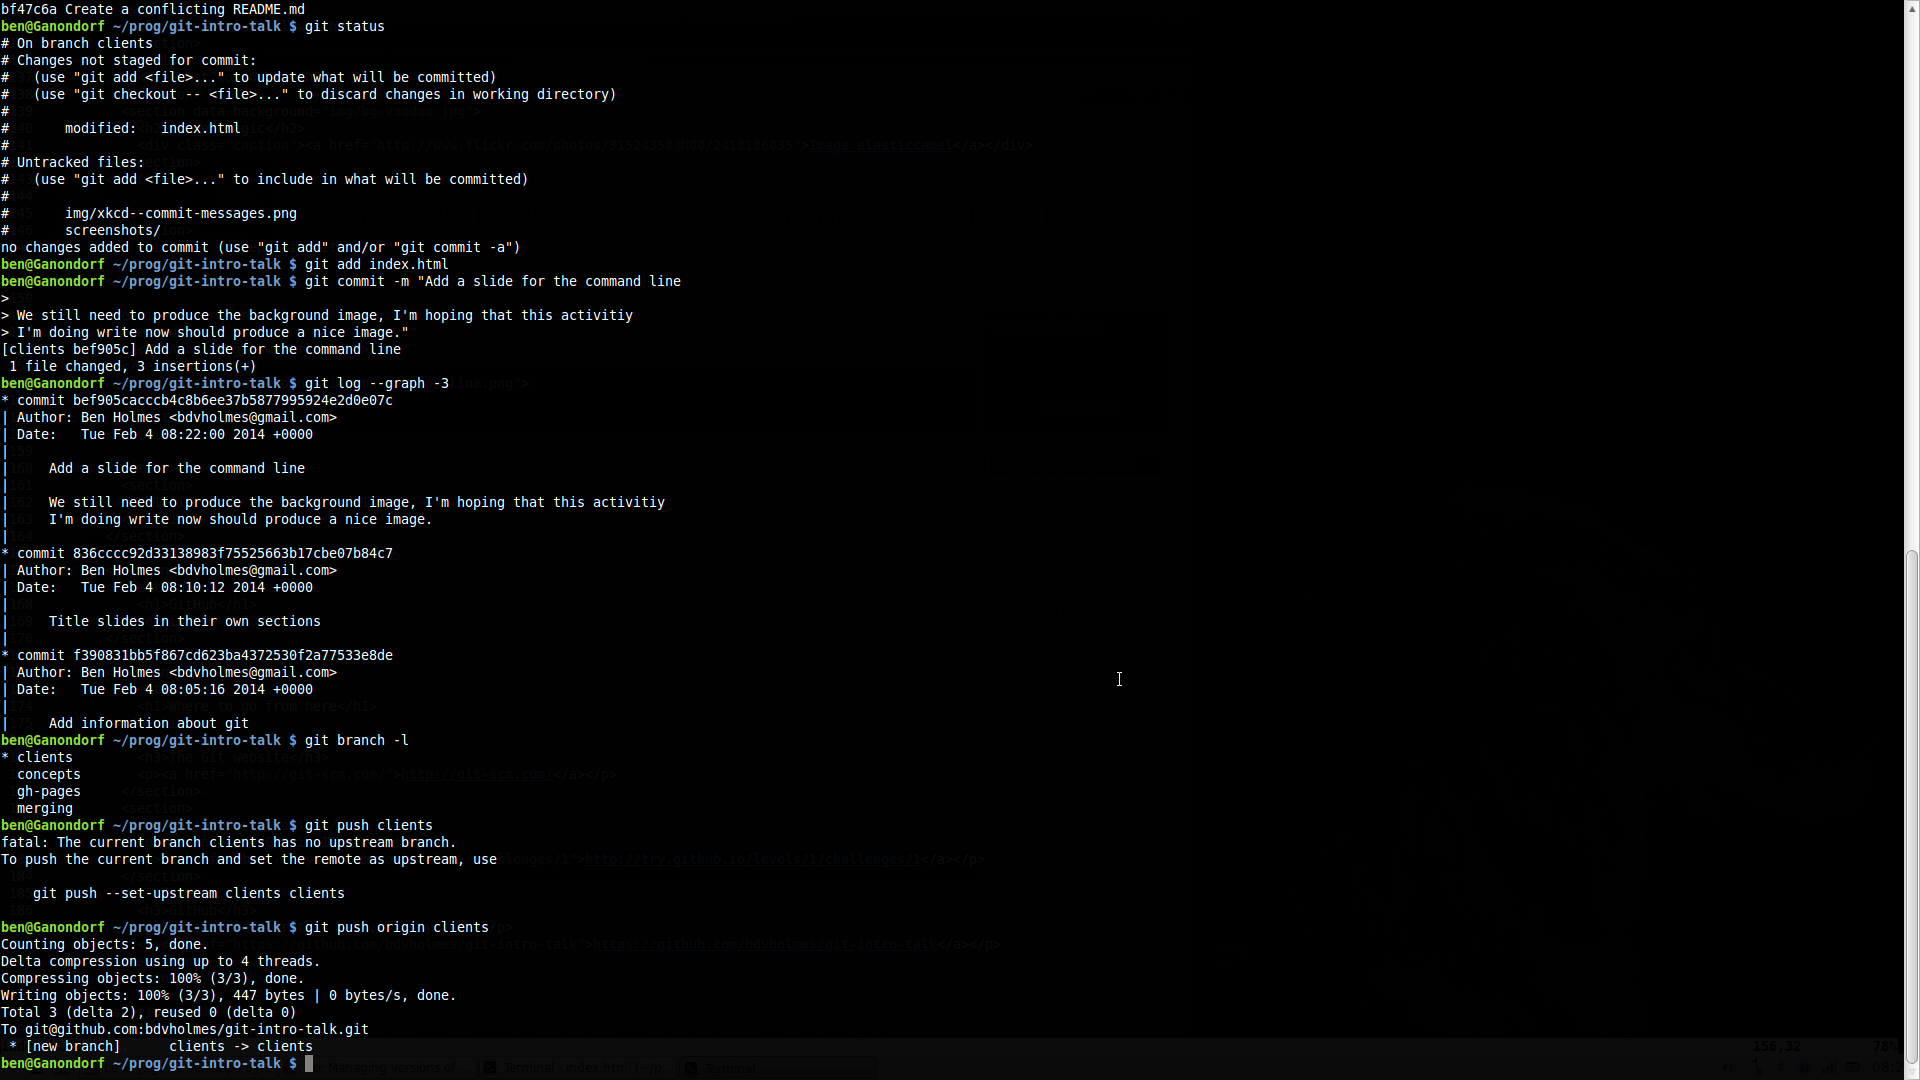 bf47c6a Create a conflicting README.md
ben@Ganondorf ~/prog/git-intro-talk $ git status
# On branch clients
# Changes not staged for commit:
#   (use "git add <file>..." to update what will be committed)
#   (use "git checkout -- <file>..." to discard changes in working directory)
#
#       modified:   index.html
#
# Untracked files:
#   (use "git add <file>..." to include in what will be committed)
#
#       img/xkcd--commit-messages.png
#       screenshots/
no changes added to commit (use "git add" and/or "git commit -a")
ben@Ganondorf ~/prog/git-intro-talk $ git add index.html
ben@Ganondorf ~/prog/git-intro-talk $ git commit -m "Add a slide for the command line
>
> We still need to produce the background image, I'm hoping that this activitiy
> I'm doing write now should produce a nice image."
[clients bef905c] Add a slide for the command line
 1 file changed, 3 insertions(+)
ben@Ganondorf ~/prog/git-intro-talk $ git log --graph -3
* commit bef905cacccb4c8b6ee37b5877995924e2d0e07c
| Author: Ben Holmes <bdvholmes@gmail.com>
| Date:   Tue Feb 4 08:22:00 2014 +0000
|
|     Add a slide for the command line
|
|     We still need to produce the background image, I'm hoping that this activitiy
|     I'm doing write now should produce a nice image.
|
* commit 836cccc92d33138983f75525663b17cbe07b84c7
| Author: Ben Holmes <bdvholmes@gmail.com>
| Date:   Tue Feb 4 08:10:12 2014 +0000
|
|     Title slides in their own sections
|
* commit f390831bb5f867cd623ba4372530f2a77533e8de
| Author: Ben Holmes <bdvholmes@gmail.com>
| Date:   Tue Feb 4 08:05:16 2014 +0000
|
|     Add information about git
ben@Ganondorf ~/prog/git-intro-talk $ git branch -l
* clients
  concepts
  gh-pages
  merging
ben@Ganondorf ~/prog/git-intro-talk $ git push clients
fatal: The current branch clients has no upstream branch.
To push the current branch and set the remote as upstream, use

    git push --set-upstream clients clients

ben@Ganondorf ~/prog/git-intro-talk $ git push origin clients
Counting objects: 5, done.
Delta compression using up to 4 threads.
Compressing objects: 100% (3/3), done.
Writing objects: 100% (3/3), 447 bytes | 0 bytes/s, done.
Total 3 (delta 2), reused 0 (delta 0)
To git@github.com:bdvholmes/git-intro-talk.git
 * [new branch]      clients -> clients
ben@Ganondorf ~/prog/git-intro-talk $